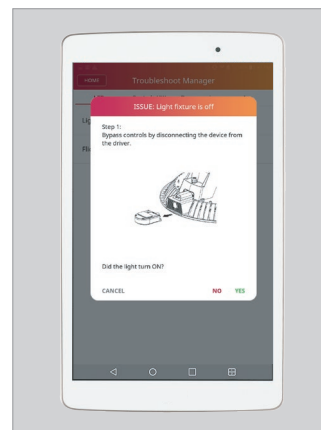 HOME
Troubleshoot Manager
ISSUE: Light fixture is off
Step 1:
Bypass controls by disconnecting the device from
the driver.
Did the light turn ON?
CANCEL
NO
YES